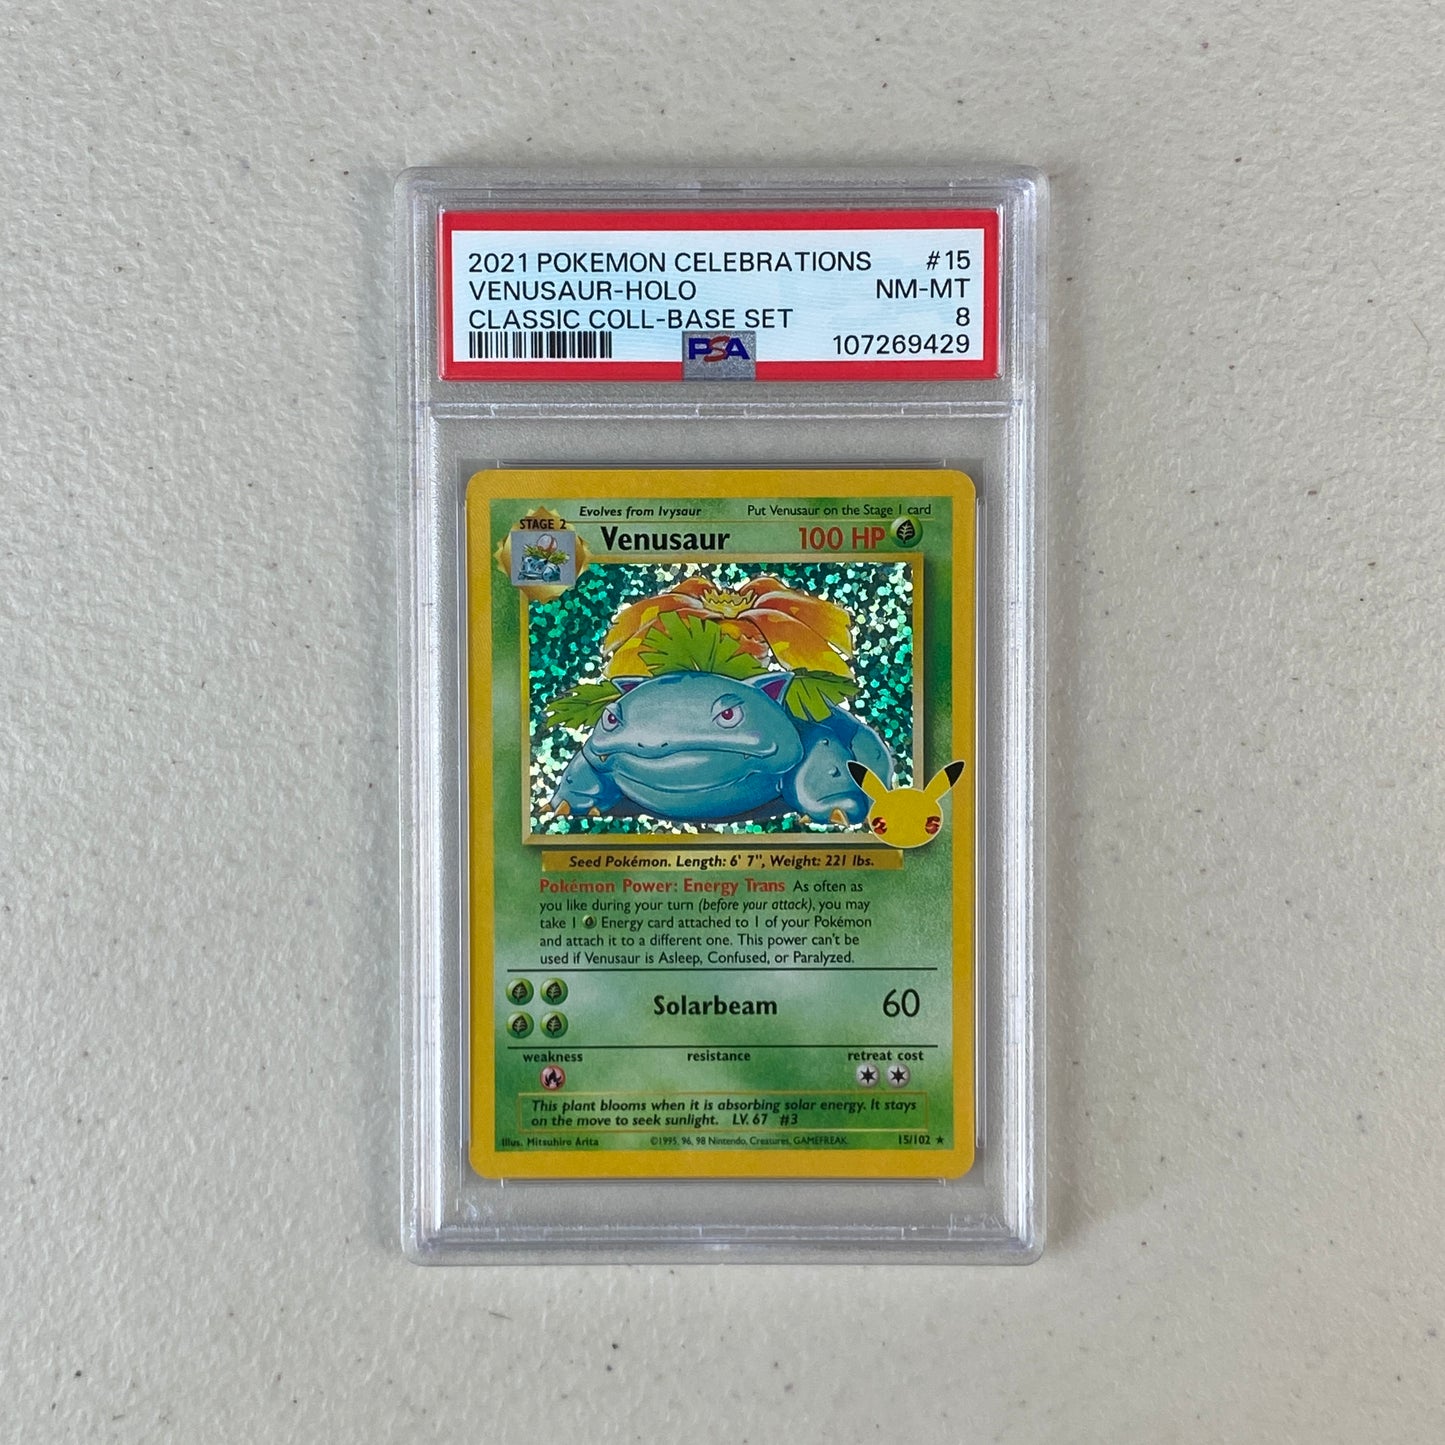 2021 POKEMON CELEBRATIONS #15
VENUSAUR-HOLO NM-MT
CLASSIC COLL-BASE SET 8
PSA 107269429
Evolves from Ivysaur Put Venusaur on the Stage 1 card
STAGE 2
Venusaur 100 HP
25
Seed Pokémon. Length: 6' 7", Weight: 221 lbs.
Pokémon Power: Energy Trans As often as
you like during your turn (before your attack), you may
take 1 Energy card attached to 1 of your Pokémon
and attach it to a different one. This power can't be
used if Venusaur is Asleep, Confused, or Paralyzed.
Solarbeam 60
weakness resistance retreat cost
This plant blooms when it is absorbing solar energy. It stays
on the move to seek sunlight. LV. 67 #3
Illus. Mitsuhiro Arita ©1995, 96, 98 Nintendo, Creatures, GAMEFREAK. 15/102 ★